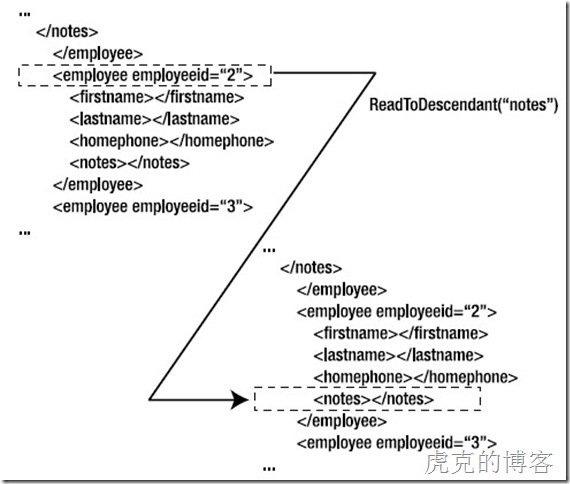 ...
</notes>
</employee>
<employee employeeid=“2”>
<firstname></firstname>
<lastname></lastname>
<homephone></homephone>
<notes></notes>
</employee>
<employee employeeid=“3”>
...
ReadToDescendant(“notes”)
...
</notes>
</employee>
<employee employeeid=“2”>
<firstname></firstname>
<lastname></lastname>
<homephone></homephone>
<notes></notes>
</employee>
<employee employeeid=“3”>
...
虎克的博客